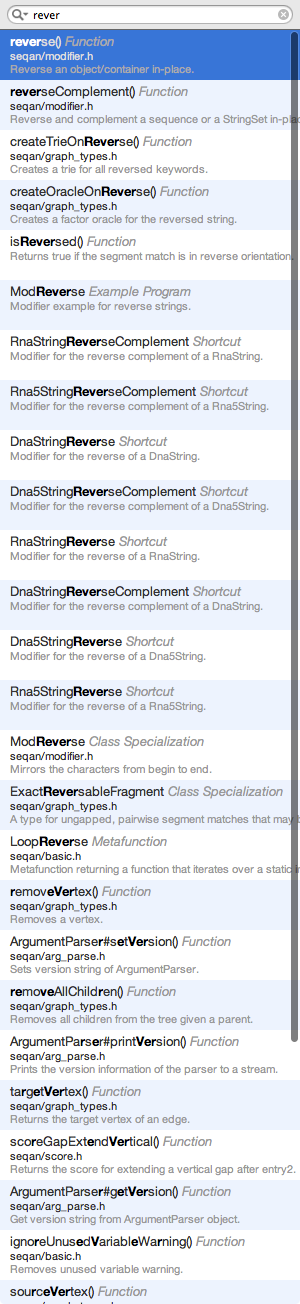 rever
reverse() Function
seqan/modifier.h
Reverse an object/container in-place.
reverseComplement() Function
seqan/modifier.h
Reverse and complement a sequence or a StringSet in-plac
createTrieOnReverse() Function
seqan/graph_types.h
Creates a trie for all reversed keywords.
createOracleOnReverse() Function
seqan/graph_types.h
Creates a factor oracle for the reversed string.
isReversed() Function
Returns true if the segment match is in reverse orientation.
ModReverse Example Program
Modifier example for reverse strings.
RnaStringReverseComplement Shortcut
Modifier for the reverse complement of a RnaString.
Rna5StringReverseComplement Shortcut
Modifier for the reverse complement of a Rna5String.
DnaStringReverse Shortcut
Modifier for the reverse of a DnaString.
Dna5StringReverseComplement Shortcut
Modifier for the reverse complement of a Dna5String.
RnaStringReverse Shortcut
Modifier for the reverse of a RnaString.
DnaStringReverseComplement Shortcut
Modifier for the reverse complement of a DnaString.
Dna5StringReverse Shortcut
Modifier for the reverse of a Dna5String.
Rna5StringReverse Shortcut
Modifier for the reverse of a Rna5String.
ModReverse Class Specialization
seqan/modifier.h
Mirrors the characters from begin to end.
ExactReversableFragment Class Specialization
seqan/graph_types.h
A type for ungapped, pairwise segment matches that may b
LoopReverse Metafunction
seqan/basic.h
Metafunction returning a function that iterates over a static in
removeVertex() Function
seqan/graph_types.h
Removes a vertex.
ArgumentParser#setVersion() Function
seqan/arg_parse.h
Sets version string of ArgumentParser.
removeAllChildren() Function
seqan/graph_types.h
Removes all children from the tree given a parent.
ArgumentParser#printVersion() Function
seqan/arg_parse.h
Prints the version information of the parser to a stream.
targetVertex() Function
seqan/graph_types.h
Returns the target vertex of an edge.
scoreGapExtendVertical() Function
seqan/score.h
Returns the score for extending a vertical gap after entry2.
ArgumentParser#getVersion() Function
seqan/arg_parse.h
Get version string from ArgumentParser object.
ignoreUnusedVariableWarning() Function
seqan/basic.h
Removes unused variable warning.
sourceVertex() Function
seqan/graph_types.h